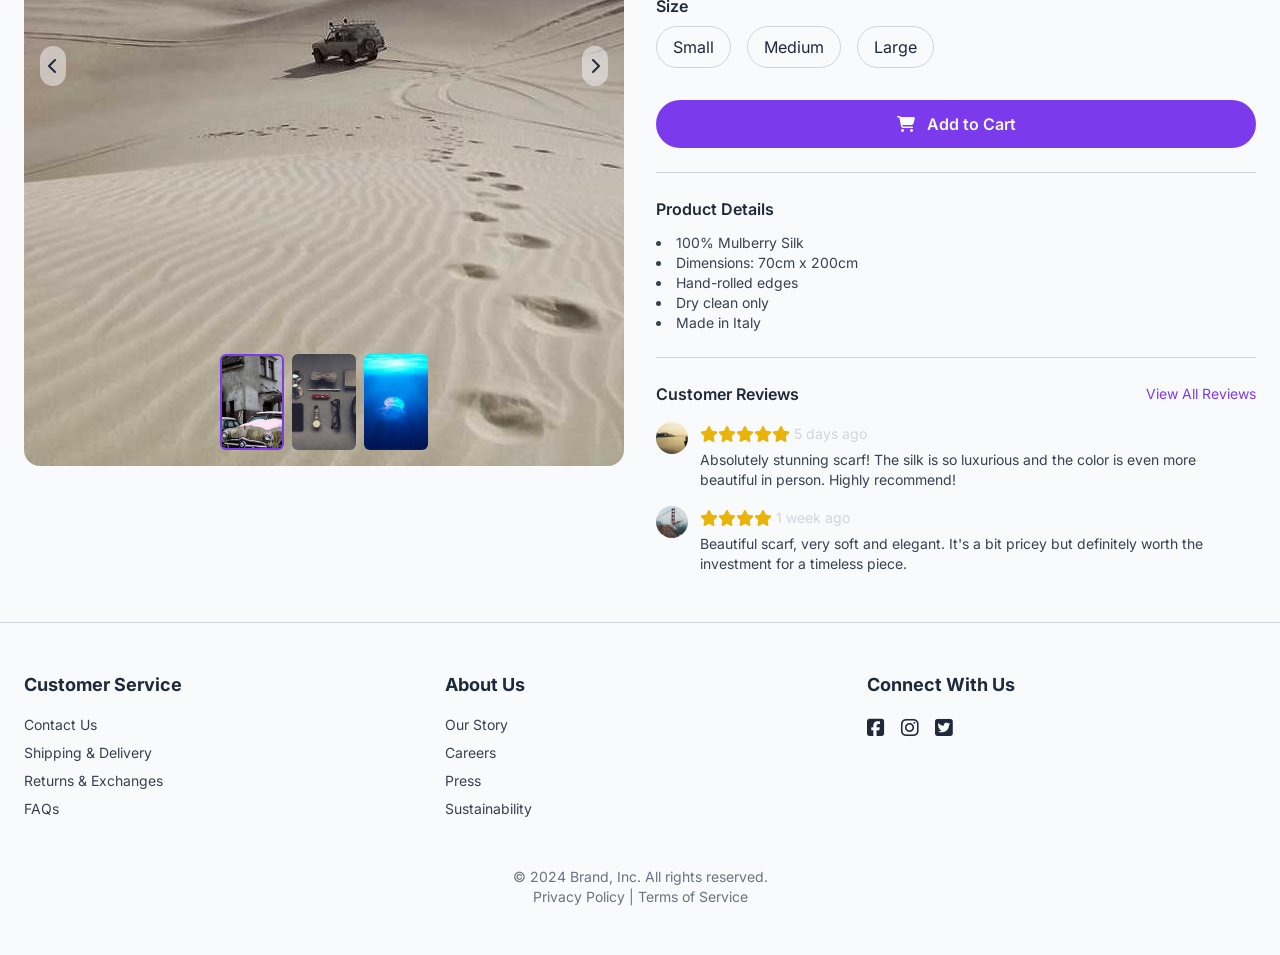 Size
Small
Medium
Large
Add to Cart
Product Details
100% Mulberry Silk
Dimensions: 70cm x 200cm
Hand-rolled edges
Dry clean only
Made in Italy
Customer Reviews
View All Reviews
5 days ago
Absolutely stunning scarf! The silk is so luxurious and the color is even more
beautiful in person. Highly recommend!
1 week ago
Beautiful scarf, very soft and elegant. It's a bit pricey but definitely worth the
investment for a timeless piece.
Customer Service
Contact Us
Shipping & Delivery
Returns & Exchanges
FAQs
About Us
Our Story
Careers
Press
Sustainability
Connect With Us
© 2024 Brand, Inc. All rights reserved.
Privacy Policy | Terms of Service